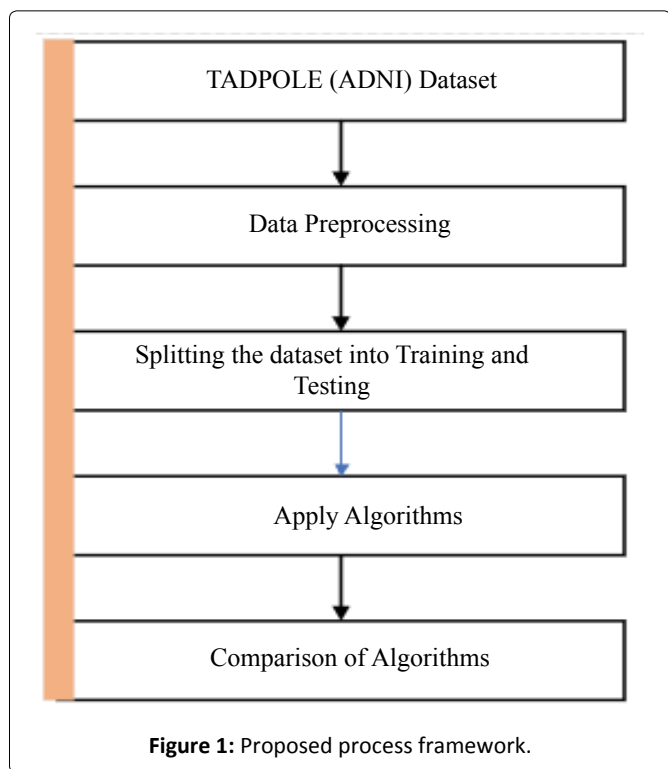 TADPOLE (ADNI) Dataset
Data Preprocessing
Splitting the dataset into Training and
Testing
Apply Algorithms
Comparison of Algorithms
Figure 1: Proposed process framework.